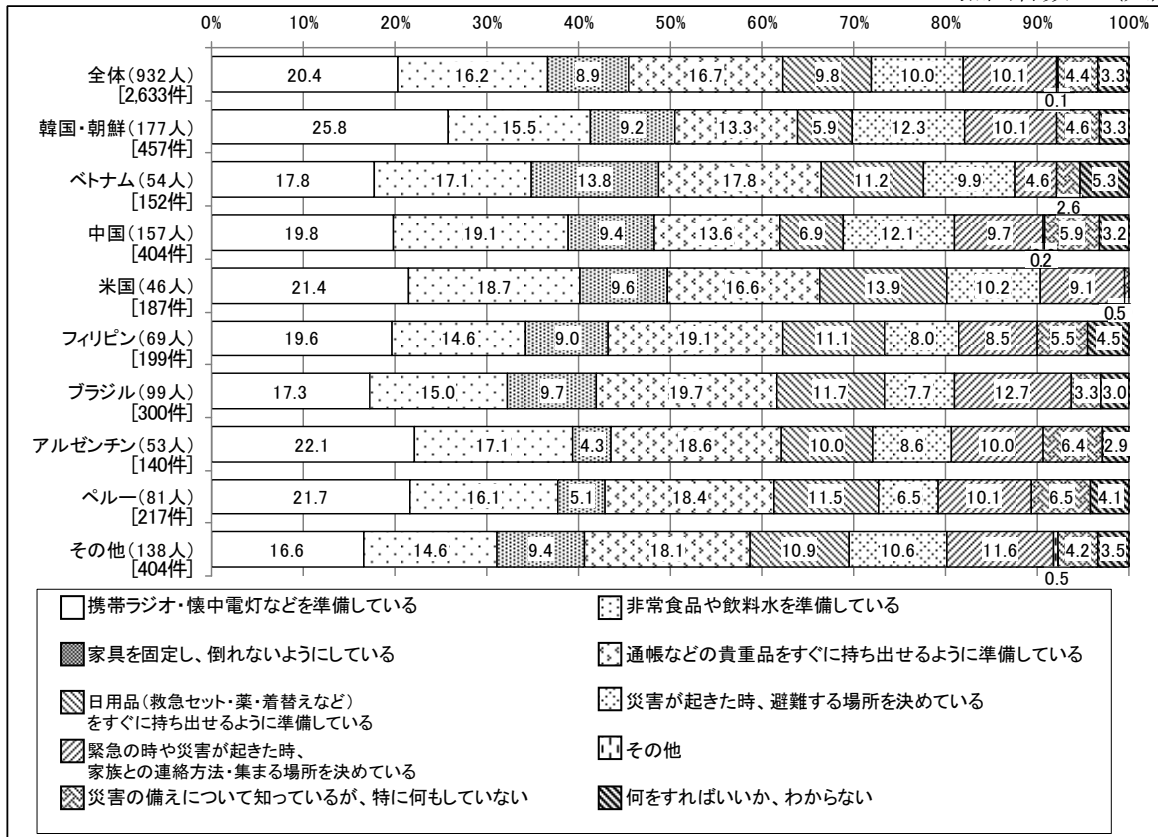 0% 10% 20% 30% 40% 50% 60% 70% 80% 90% 100%
全体(932人) 20.4 16.2 8.9 16.7 9.8 10.0 10.1 4.4 3.3
[2,633件] 0.1
韓国・朝鮮(177人) 25.8 15.5 9.2 13.3 5.9 12.3 10.1 4.6 3.3
[457件]
ベトナム(54人) 17.8 17.1 13.8 17.8 11.2 9.9 4.6 5.3
[152件] 2.6
中国(157人) 19.8 19.1 9.4 13.6 6.9 12.1 9.7 5.9 3.2
[404件] 0.2
米国(46人) 21.4 18.7 9.6 16.6 13.9 10.2 9.1
[187件] 0.5
フィリピン(69人) 19.6 14.6 9.0 19.1 11.1 8.0 8.5 5.5 4.5
[199件]
ブラジル(99人) 17.3 15.0 9.7 19.7 11.7 7.7 12.7 3.3 3.0
[300件]
アルゼンチン(53人) 22.1 17.1 4.3 18.6 10.0 8.6 10.0 6.4 2.9
[140件]
ペルー(81人) 21.7 16.1 5.1 18.4 11.5 6.5 10.1 6.5 4.1
[217件]
その他(138人) 16.6 14.6 9.4 18.1 10.9 10.6 11.6 4.2 3.5
[404件] 0.5
携帯ラジオ・懐中電灯などを準備している
非常食品や飲料水を準備している
家具を固定し、倒れないようにしている
通帳などの貴重品をすぐに持ち出せるように準備している
日用品(救急セット・薬・着替えなど)
をすぐに持ち出せるように準備している
災害が起きた時、避難する場所を決めている
緊急の時や災害が起きた時、
家族との連絡方法・集まる場所を決めている
その他
災害の備えについて知っているが、特に何もしていない
何をすればいいか、わからない